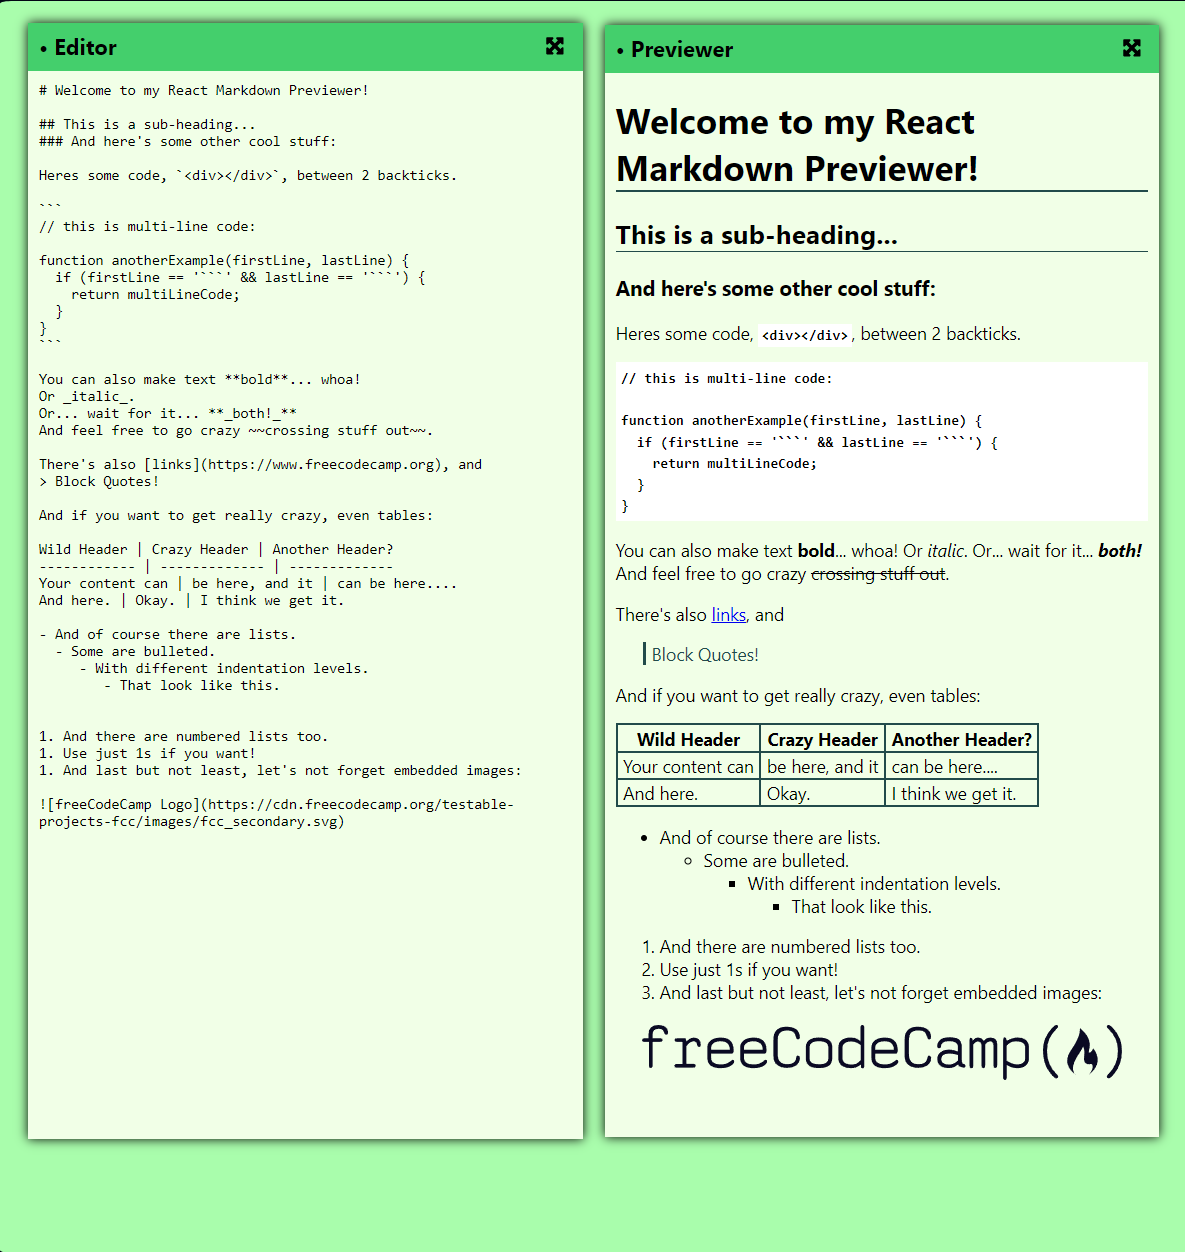 • Editor
# Welcome to my React Markdown Previewer!
## This is a sub-heading...
### And here's some other cool stuff:
Heres some code, `<div></div>`, between 2 backticks.
```
// this is multi-line code:
function anotherExample(firstLine, lastLine) {
  if (firstLine == '```' && lastLine == '```') {
    return multiLineCode;
  }
}
```
You can also make text **bold**... whoa!
Or _italic_.
Or... wait for it... **_both!_**
And feel free to go crazy ~~crossing stuff out~~.
There's also [links](https://www.freecodecamp.org), and
> Block Quotes!
And if you want to get really crazy, even tables:
Wild Header | Crazy Header | Another Header?
------------ | ------------- | -------------
Your content can | be here, and it | can be here....
And here. | Okay. | I think we get it.
- And of course there are lists.
  - Some are bulleted.
     - With different indentation levels.
        - That look like this.
1. And there are numbered lists too.
1. Use just 1s if you want!
1. And last but not least, let's not forget embedded images:
![freeCodeCamp Logo](https://cdn.freecodecamp.org/testable-
projects-fcc/images/fcc_secondary.svg)
• Previewer
Welcome to my React
Markdown Previewer!
This is a sub-heading...
And here's some other cool stuff:
Heres some code, <div></div>, between 2 backticks.
// this is multi-line code:
function anotherExample(firstLine, lastLine) {
  if (firstLine == '```' && lastLine == '```') {
    return multiLineCode;
  }
}
You can also make text bold... whoa! Or italic. Or... wait for it... both!
And feel free to go crazy crossing stuff out.
There's also links, and
Block Quotes!
And if you want to get really crazy, even tables:
Wild Header Crazy Header Another Header?
Your content can be here, and it can be here....
And here. Okay. I think we get it.
• And of course there are lists.
◦ Some are bulleted.
▪ With different indentation levels.
▪ That look like this.
1. And there are numbered lists too.
2. Use just 1s if you want!
3. And last but not least, let's not forget embedded images:
freeCodeCamp( )